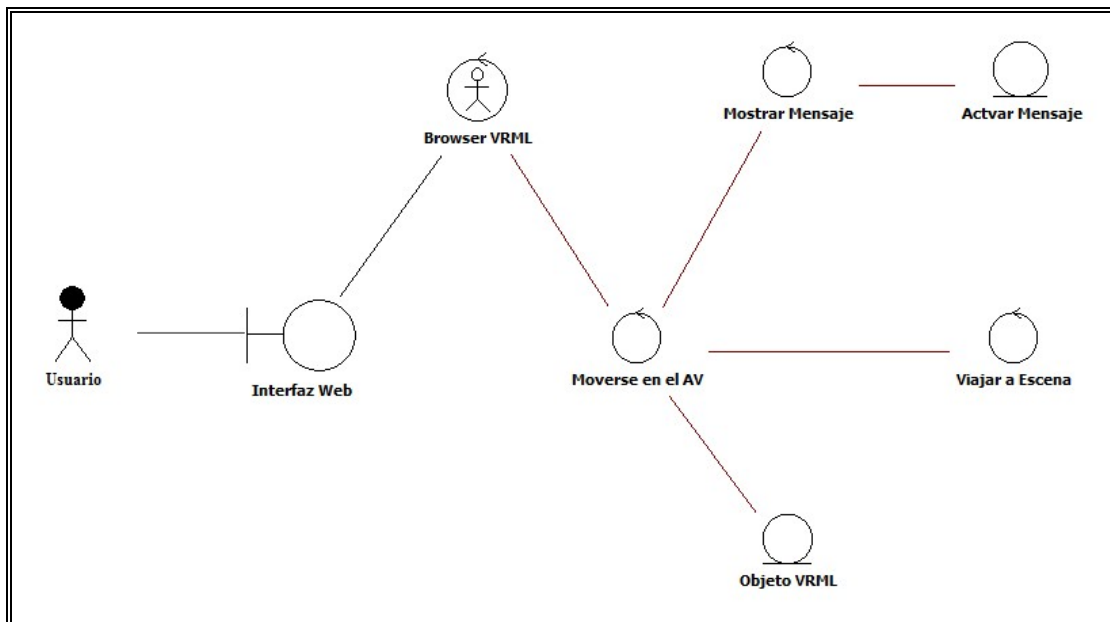 Browser VRML
Mostrar Mensaje
Actvar Mensaje
Usuario
Interfaz Web
Moverse en el AV
Viajar a Escena
Objeto VRML